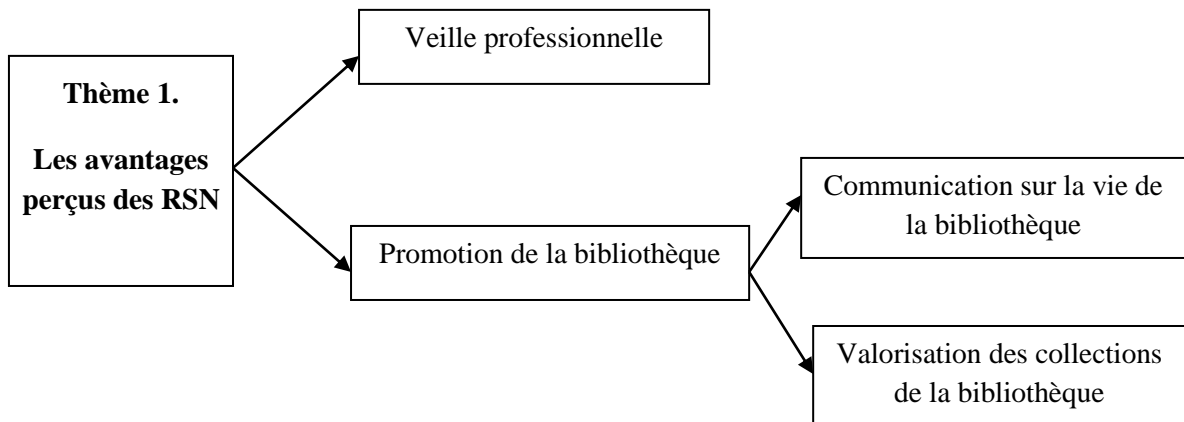 Thème 1.
Les avantages
perçus des RSN
Veille professionnelle
Promotion de la bibliothèque
Communication sur la vie de
la bibliothèque
Valorisation des collections
de la bibliothèque